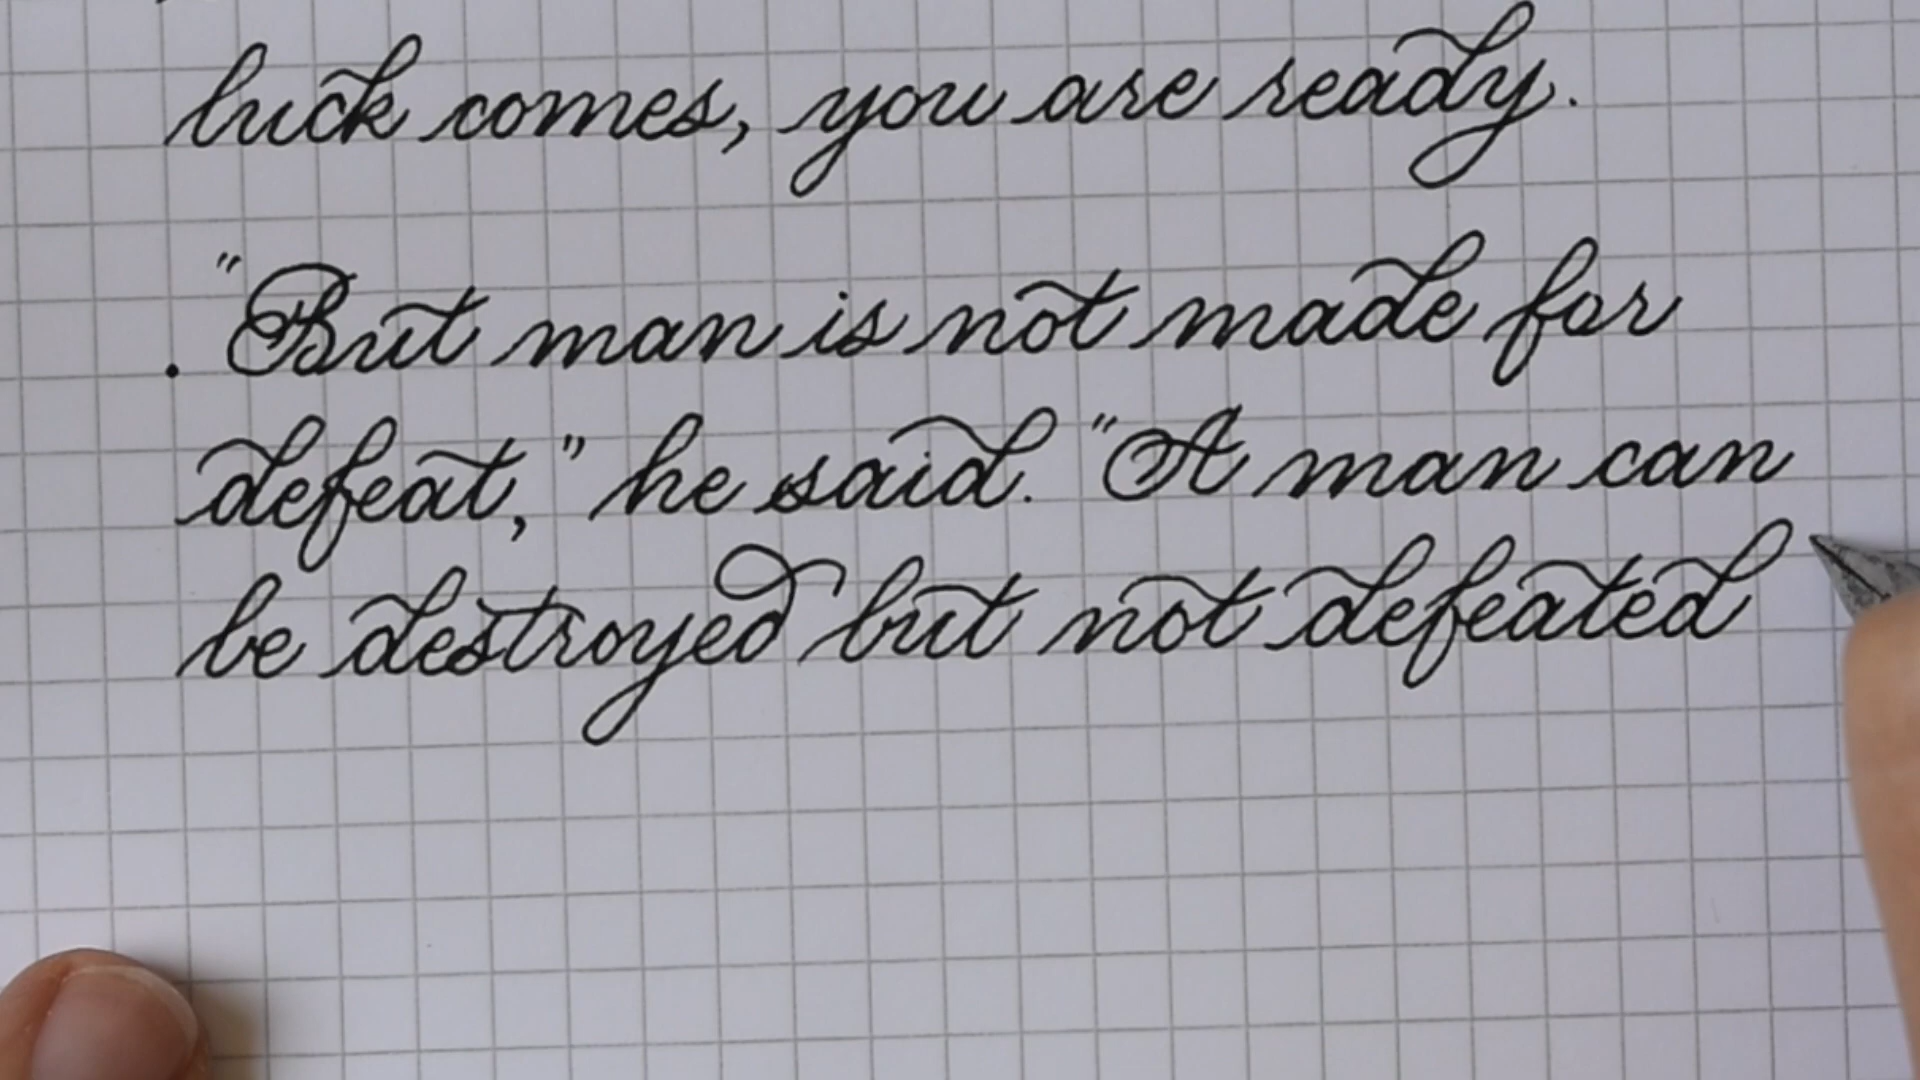 luck comes, you are ready.
. "But man is not made for
defeat," he said. "A man can
be destroyed but not defeated